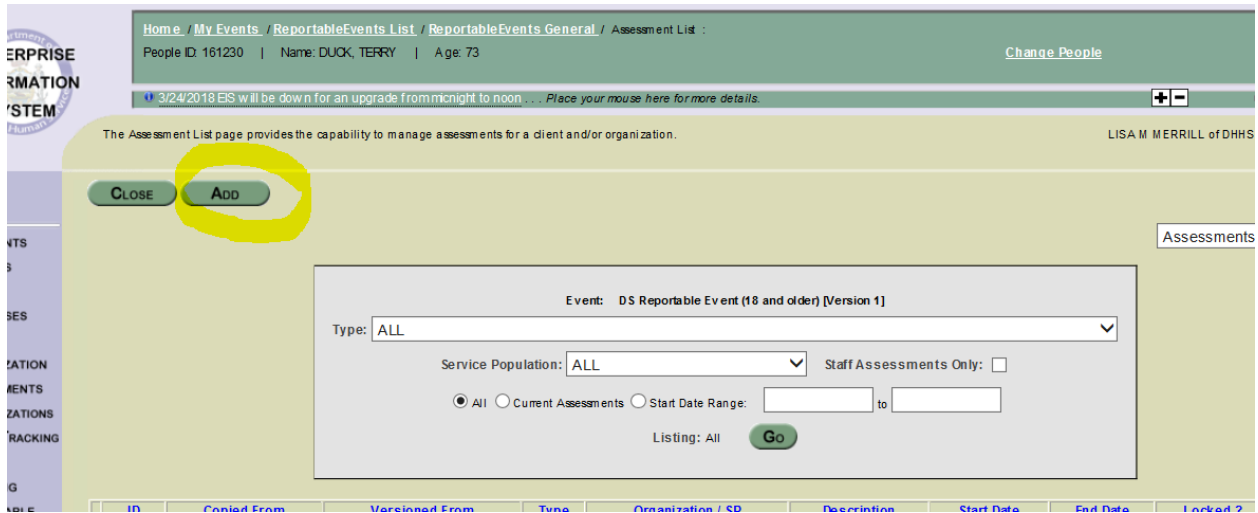 Home / My Events / ReportableEvents List / ReportableEvents General / Assessment List :
ERPRISE
People ID: 161230 | Name: DUCK, TERRY | Age: 73
Change People
RMATION
YSTEM
3/24/2018 EIS will be down for an upgrade from micnight to noon . . . Place your mouse here for more details.
+ -
Human
The Assessment List page provides the capability to manage assessments for a client and/or organization.
LISA M MERRILL of DHHS
CLOSE
ADD
NTS
Assessments
S
Event: DS Reportable Event (18 and older) [Version 1]
SES
Type: ALL
ZATION
Service Population: ALL
Staff Assessments Only:
MENTS
ZATIONS
All Current Assessments Start Date Range: to
TRACKING
Listing: All GO
G
ABLE
ID Copied From Versioned From Type Organization / SP Description Start Date End Date Locked ?